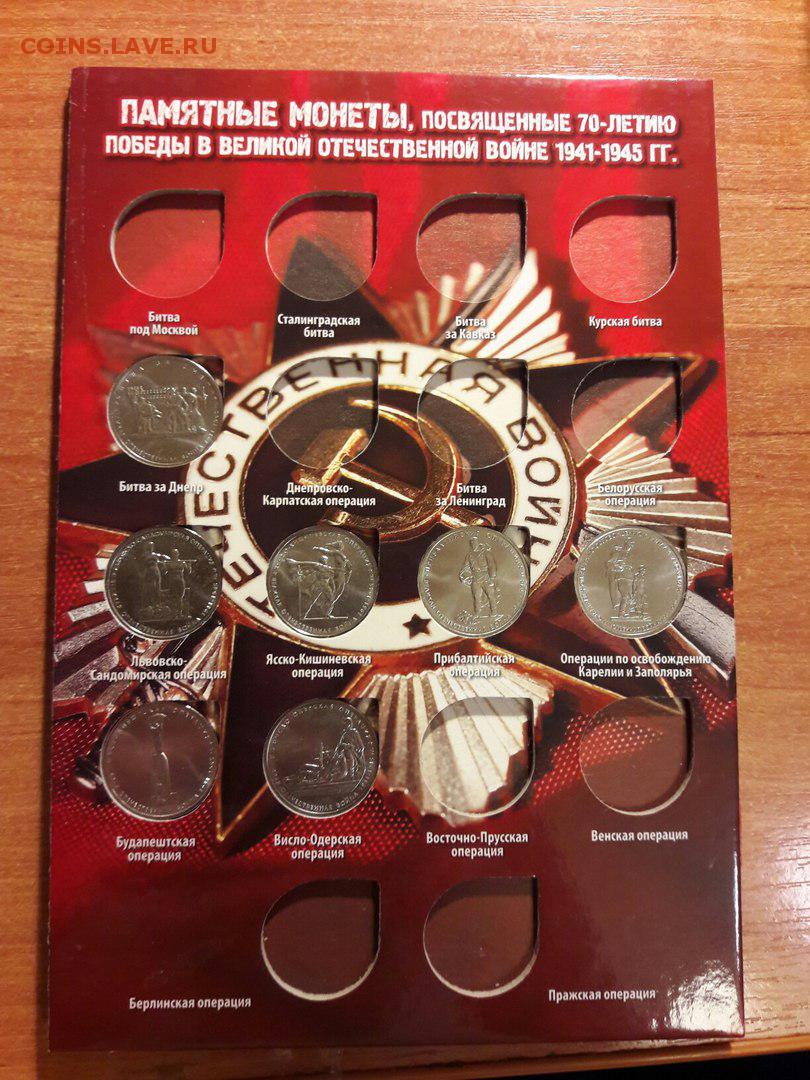 COINS.LAVE.RU
ПАМЯТНЫЕ МОНЕТЫ, ПОСВЯЩЕННЫЕ 70-ЛЕТИЮ
ПОБЕДЫ В ВЕЛИКОЙ ОТЕЧЕСТВЕННОЙ ВОЙНЕ 1941-1945 ГГ.
Битва
под Москвой
Сталинградская
битва
Битва
за Кавказ
Курская битва
ТЕЧЕСТВЕННАЯ ВОЙН
Битва за Днепр
Днепровско-
Карпатская операция
Битва
за Ленинград
Белорусская
операция
Львовско-
Сандомирская операция
Ясско-Кишиневская
операция
Прибалтийская
операция
Операции по освобождению
Карелии и Заполярья
Будапештская
операция
Висло-Одерская
операция
Восточно-Прусская
операция
Венская операция
Берлинская операция
Пражская операция